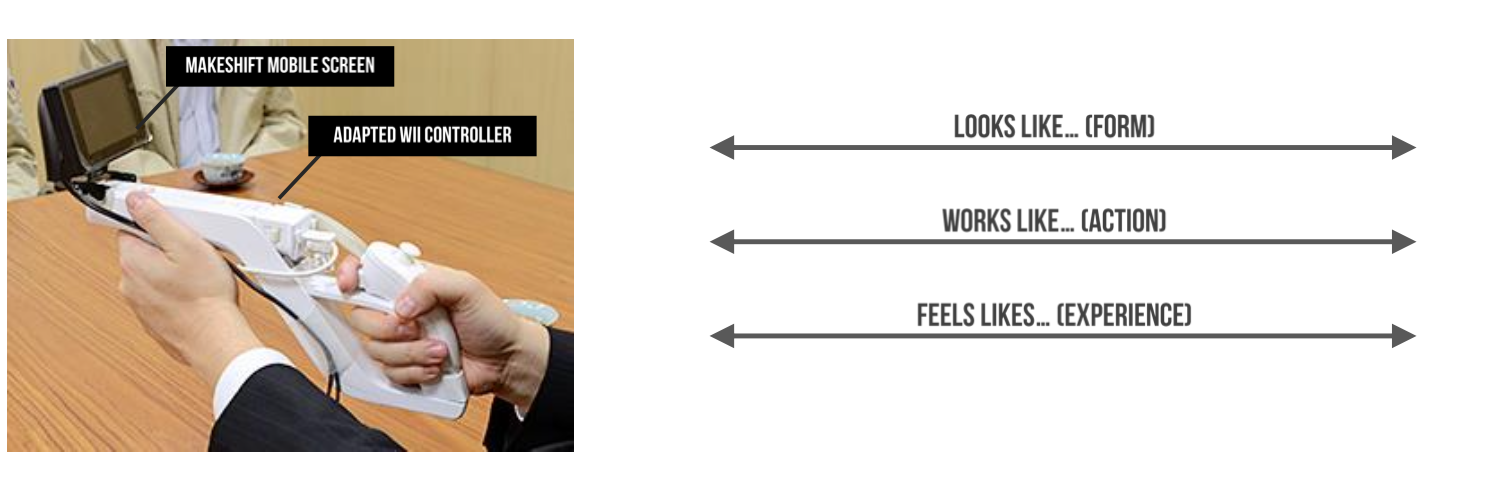 MAKESHIFT MOBILE SCREEN
ADAPTED WII CONTROLLER
LOOKS LIKE... (FORM)
WORKS LIKE... (ACTION)
FEELS LIKES... (EXPERIENCE)